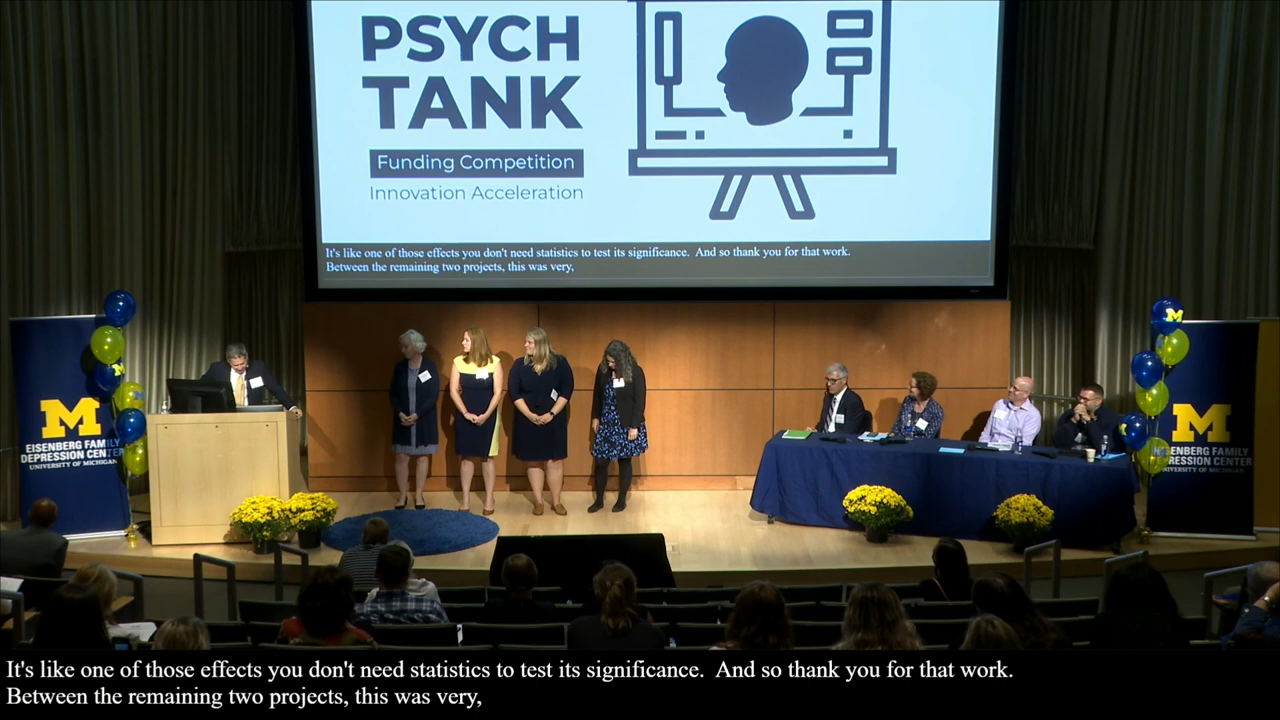 PSYCH
TANK
Funding Competition
Innovation Acceleration
It's like one of those effects you don't need statistics to test its significance.  And so thank you for that work.
Between the remaining two projects, this was very,
M
EISENBERG FAMILY
DEPRESSION CENTER
UNIVERSITY OF MICHIGAN
M
M
ENBERG FAMILY
RESSION CENTER
UNIVERSITY OF MICHIGAN
It's like one of those effects you don't need statistics to test its significance.  And so thank you for that work.
Between the remaining two projects, this was very,